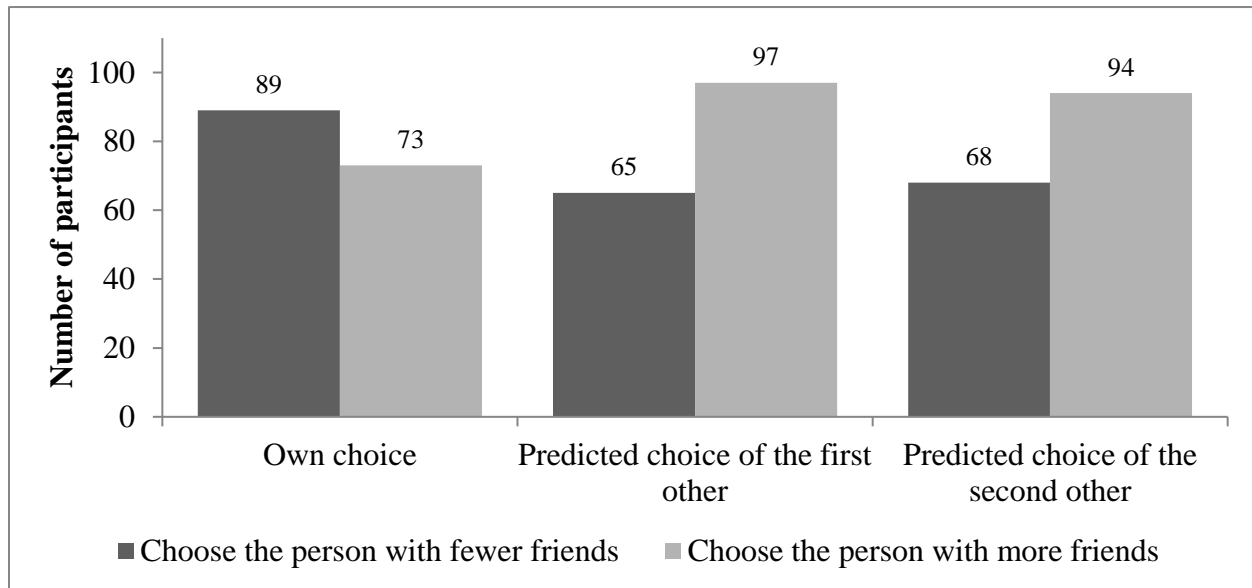 Number of participants
100
80
60
40
20
0
89
73
65
97
68
94
Own choice
Predicted choice of the first
other
Predicted choice of the
second other
Choose the person with fewer friends
Choose the person with more friends